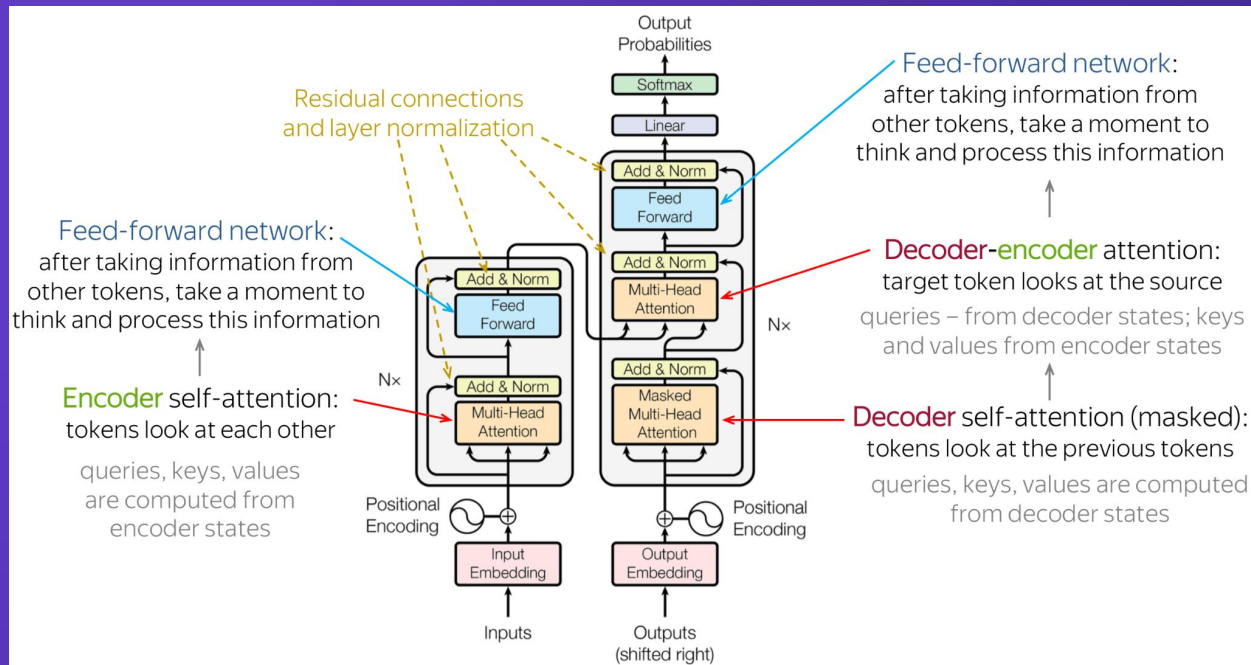 Output
Probabilities
Softmax
Linear
Add & Norm
Feed
Forward
Add & Norm
Multi-Head
Attention
Add & Norm
Masked
Multi-Head
Attention
Nx
Positional
Encoding
Output
Embedding
Outputs
(shifted right)
Residual connections
and layer normalization
Add & Norm
Feed
Forward
Add & Norm
Multi-Head
Attention
Nx
Positional
Encoding
Input
Embedding
Inputs
Feed-forward network:
after taking information from
other tokens, take a moment to
think and process this information
Encoder self-attention:
tokens look at each other
queries, keys, values
are computed from
encoder states
Feed-forward network:
after taking information from
other tokens, take a moment to
think and process this information
Decoder-encoder attention:
target token looks at the source
queries – from decoder states; keys
and values from encoder states
Decoder self-attention (masked):
tokens look at the previous tokens
queries, keys, values are computed
from decoder states